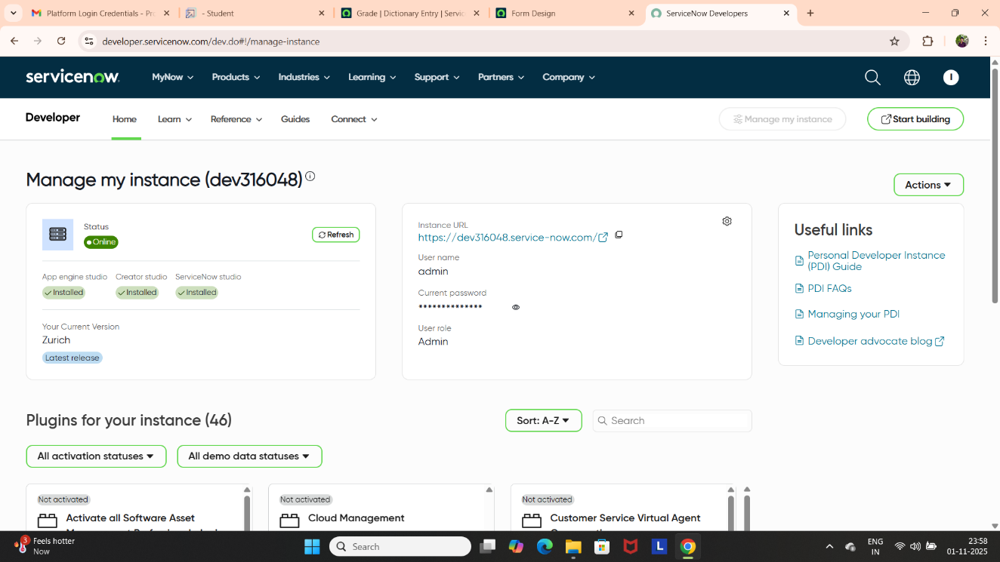 Platform Login Credentials - Pr
- Student
Grade | Dictionary Entry | Servic
Form Design
ServiceNow Developers
developer.servicenow.com/dev.do#!/manage-instance
servicenow.
MyNow
Products
Industries
Learning
Support
Partners
Company
I
Developer
Home
Learn
Reference
Guides
Connect
Manage my instance
Start building
Manage my instance (dev316048)
Actions
Status
Online
Refresh
App engine studio
Creator studio
ServiceNow studio
Installed
Installed
Installed
Your Current Version
Zurich
Latest release
Instance URL
https://dev316048.service-now.com/
User name
admin
Current password
**************
User role
Admin
Useful links
Personal Developer Instance
(PDI) Guide
PDI FAQs
Managing your PDI
Developer advocate blog
Plugins for your instance (46)
Sort: A-Z
Search
All activation statuses
All demo data statuses
Not activated
Activate all Software Asset
Not activated
Cloud Management
Not activated
Customer Service Virtual Agent
3
Feels hotter
Now
Search
L
ENG
IN
23:58
01-11-2025